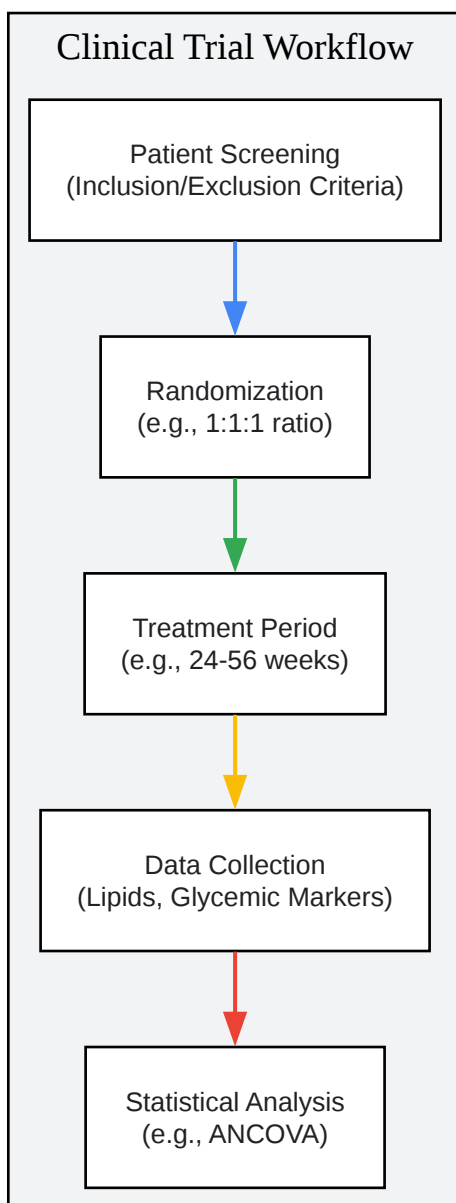 Clinical Trial Workflow
Patient Screening
(Inclusion/Exclusion Criteria)
Randomization
(e.g., 1:1:1 ratio)
Treatment Period
(e.g., 24-56 weeks)
Data Collection
(Lipids, Glycemic Markers)
Statistical Analysis
(e.g., ANCOVA)